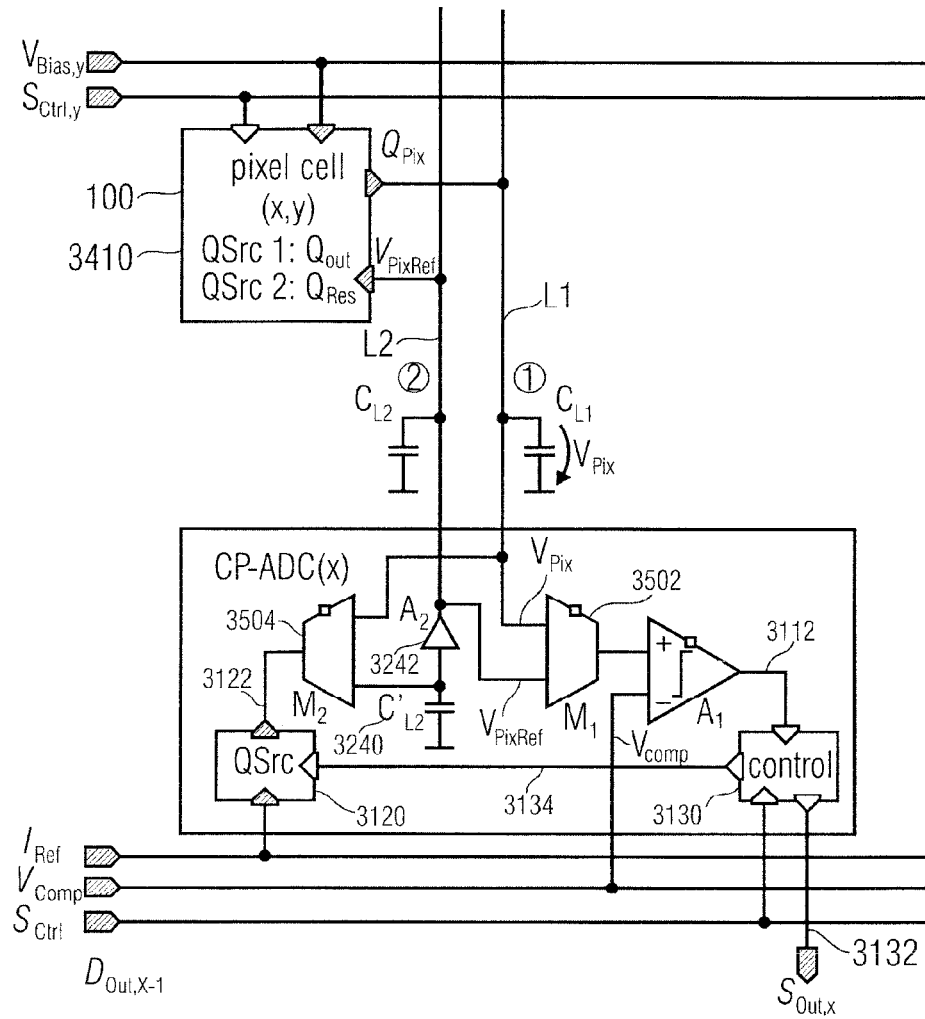 V_Bias,y
S_Ctrl,y
Q_Pix
pixel cell
(x,y)
100
3410
QSrc 1: Q_out
V_PixRef
QSrc 2: Q_Res
L2
L1
②
①
C_L2
C_L1
V_Pix
CP-ADC(x)
V_Pix
3502
3504
A_2
3242
3112
3122
M_2
C'_L2
3240
V_PixRef
M_1
+
−
A_1
V_comp
QSrc
control
3120
3134
3130
I_Ref
V_Comp
S_Ctrl
3132
D_Out,X-1
S_Out,x